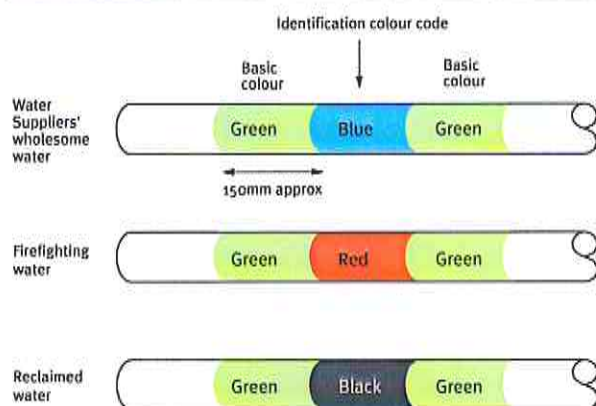 Identification colour code
Basic
colour
Basic
colour
Water
Suppliers'
wholesome
water
Green
Blue
Green
150mm approx
Firefighting
water
Green
Red
Green
Reclaimed
water
Green
Black
Green